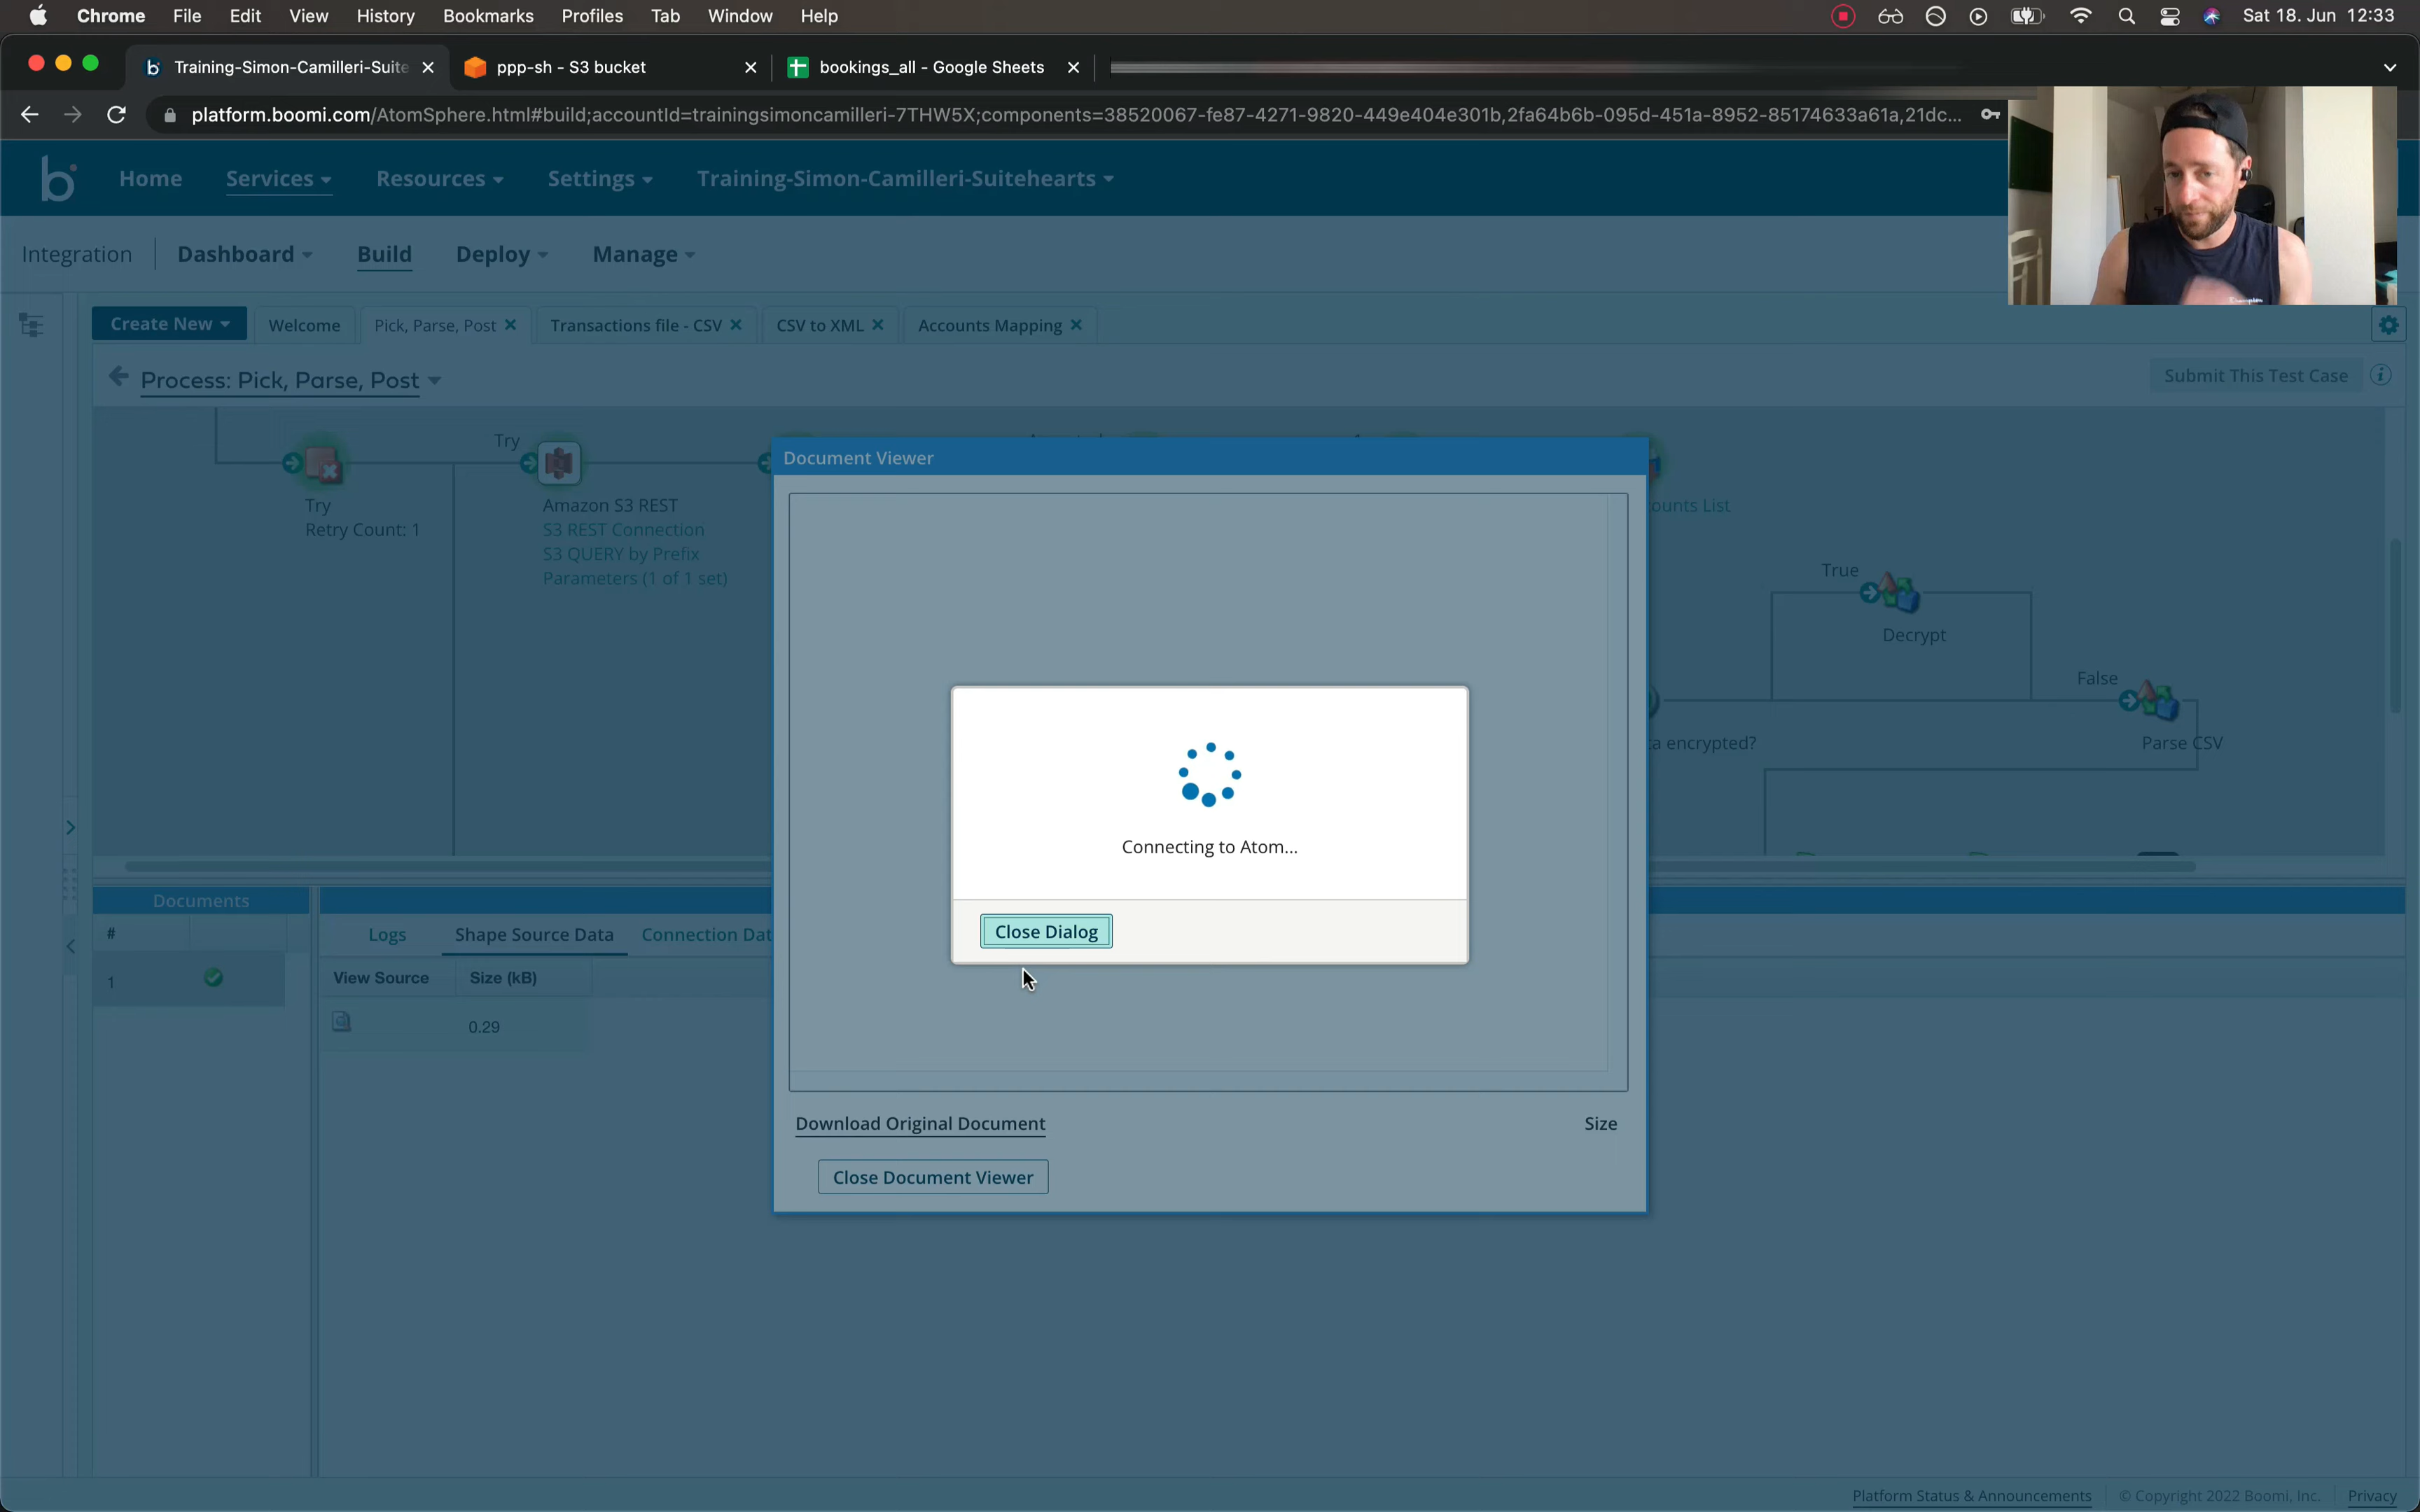 Chrome File Edit View History Bookmarks Profiles Tab Window Help Sat 18. Jun 12:33
Training-Simon-Camilleri-Suite ppp-sh - S3 bucket bookings_all - Google Sheets
platform.boomi.com/AtomSphere.html#build;accountId=trainingsimoncamilleri-7THW5X;components=38520067-fe87-4271-9820-449e404e301b,2fa64b6b-095d-451a-8952-85174633a61a,21dc...
b Home Services Resources Settings Training-Simon-Camilleri-Suitehearts
Integration Dashboard Build Deploy Manage
Create New Welcome Pick, Parse, Post Transactions file - CSV CSV to XML Accounts Mapping
Process: Pick, Parse, Post Submit This Test Case
Try
Try
Retry Count: 1
Amazon S3 REST
S3 REST Connection
S3 QUERY by Prefix
Parameters (1 of 1 set)
ounts List
True
Decrypt
False
a encrypted?
Parse CSV
Document Viewer
Connecting to Atom...
Close Dialog
Download Original Document Size
Close Document Viewer
Documents
#
1
Logs Shape Source Data Connection Dat
View Source Size (kB)
0.29
Platform Status & Announcements © Copyright 2022 Boomi, Inc. Privacy